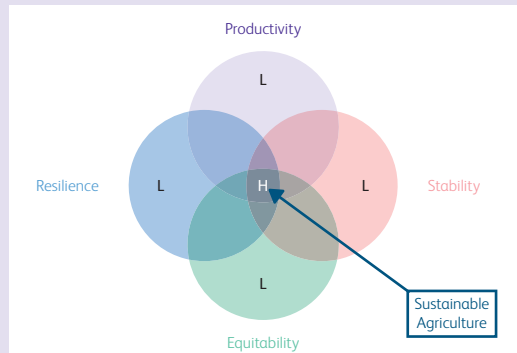 Productivity
L
Resilience
L
H
L
Stability
L
Sustainable
Agriculture
Equitability